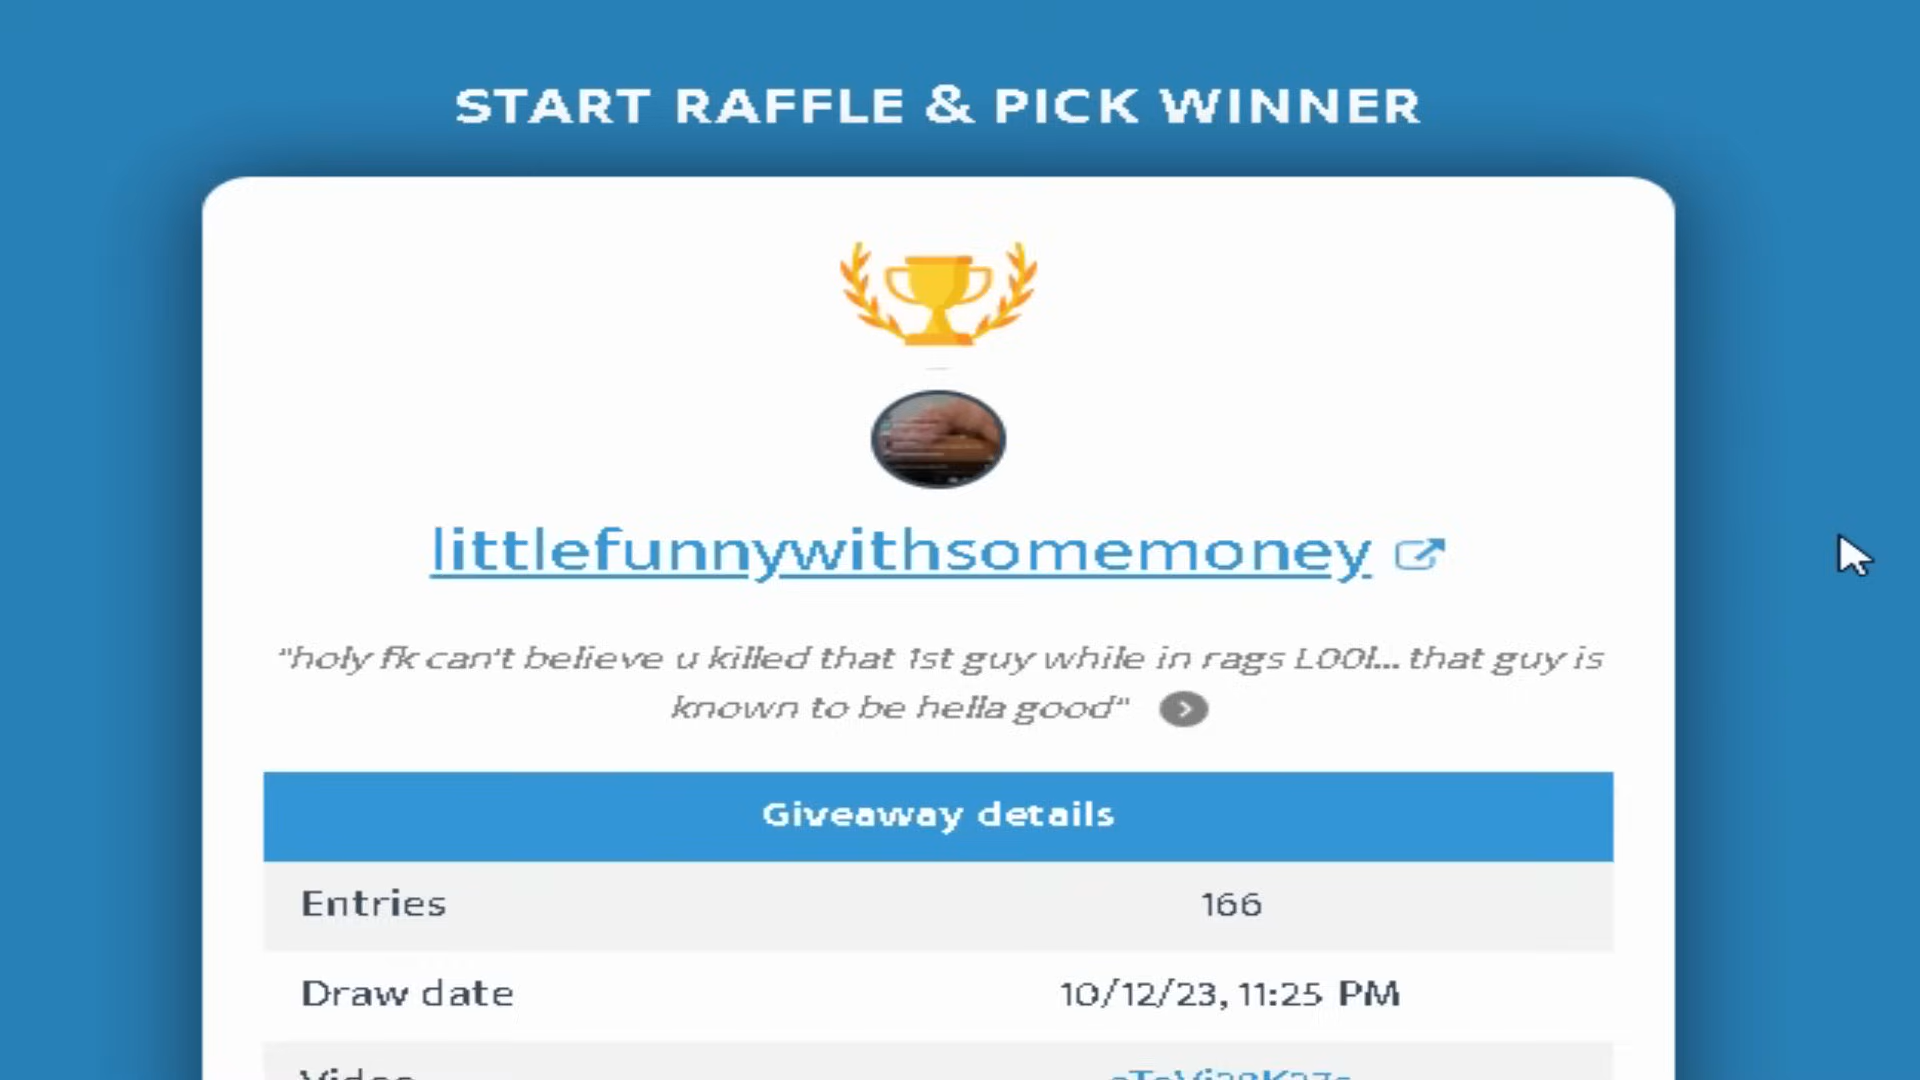 START RAFFLE & PICK WINNER
littlefunnywithsomemoney
"holy fk can't believe u killed that 1st guy while in rags LOOl... that guy is
known to be hella good"
Giveaway details
Entries 166
Draw date 10/12/23, 11:25 PM
Video